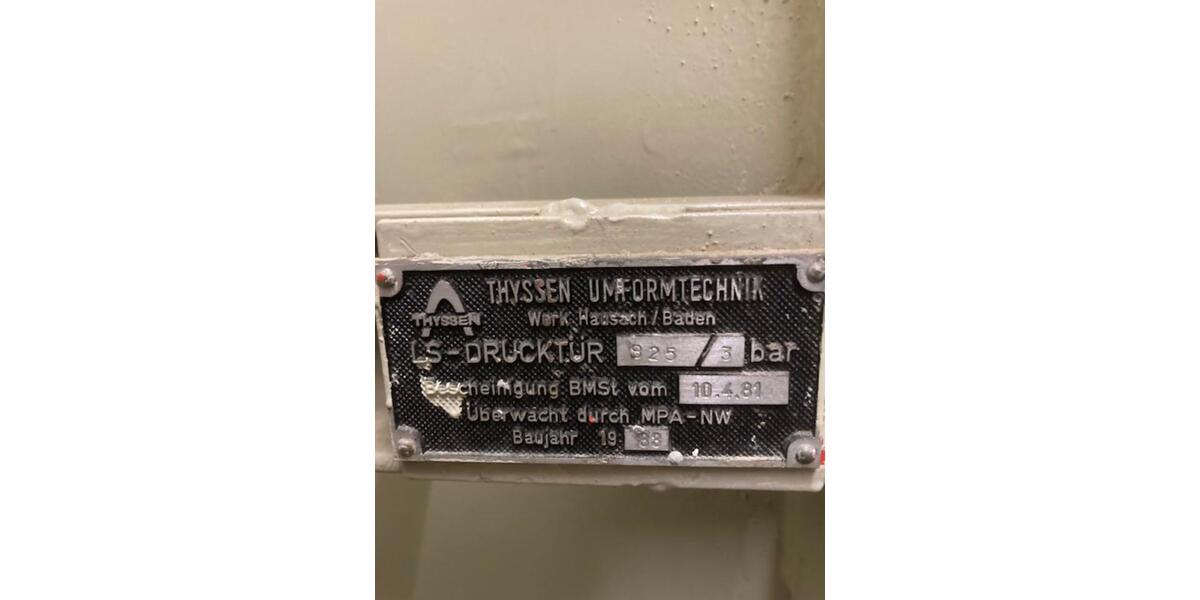 THYSSEN
THYSSEN UMFORMTECHNIK
Werk Hausach/Baden
LS-DRUCKTÜR 925 / 3 bar
Bescheinigung BMSt vom 10.4.81
Überwacht durch MPA-NW
Baujahr 19 83